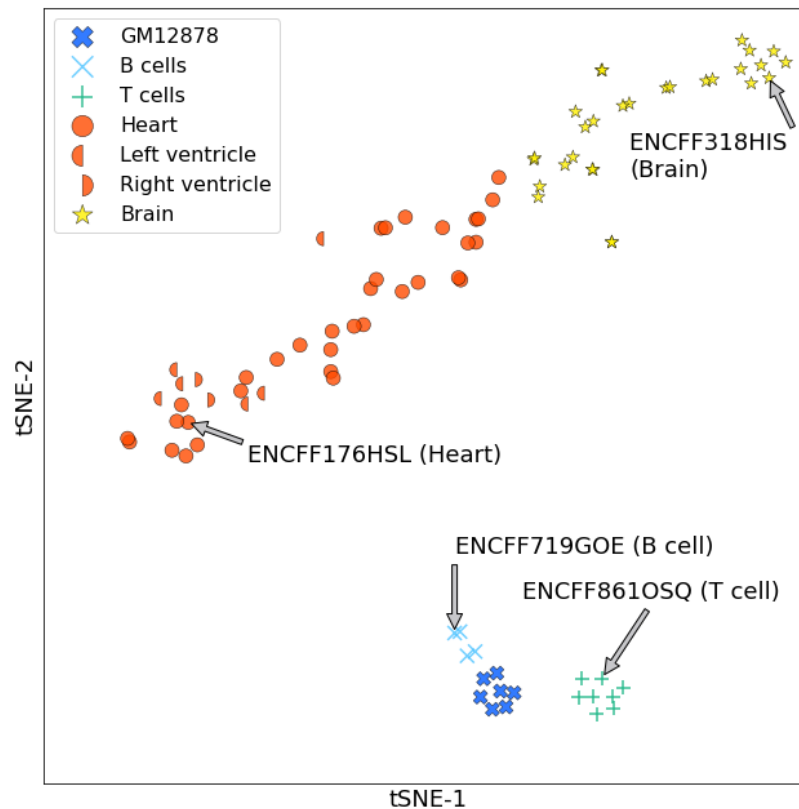 GM12878
B cells
T cells
Heart
Left ventricle
Right ventricle
Brain
ENCFF318HIS
(Brain)
ENCFF176HSL (Heart)
ENCFF719GOE (B cell)
ENCFF861OSQ (T cell)
tSNE-2
tSNE-1